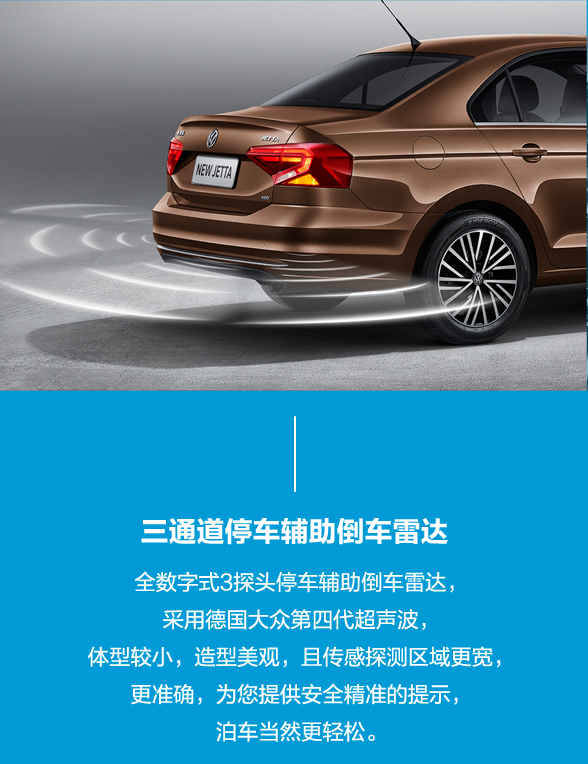 NEW JETTA
JETTA
三通道停车辅助倒车雷达
全数字式3探头停车辅助倒车雷达，
采用德国大众第四代超声波，
体型较小，造型美观，且传感探测区域更宽，
更准确，为您提供安全精准的提示，
泊车当然更轻松。